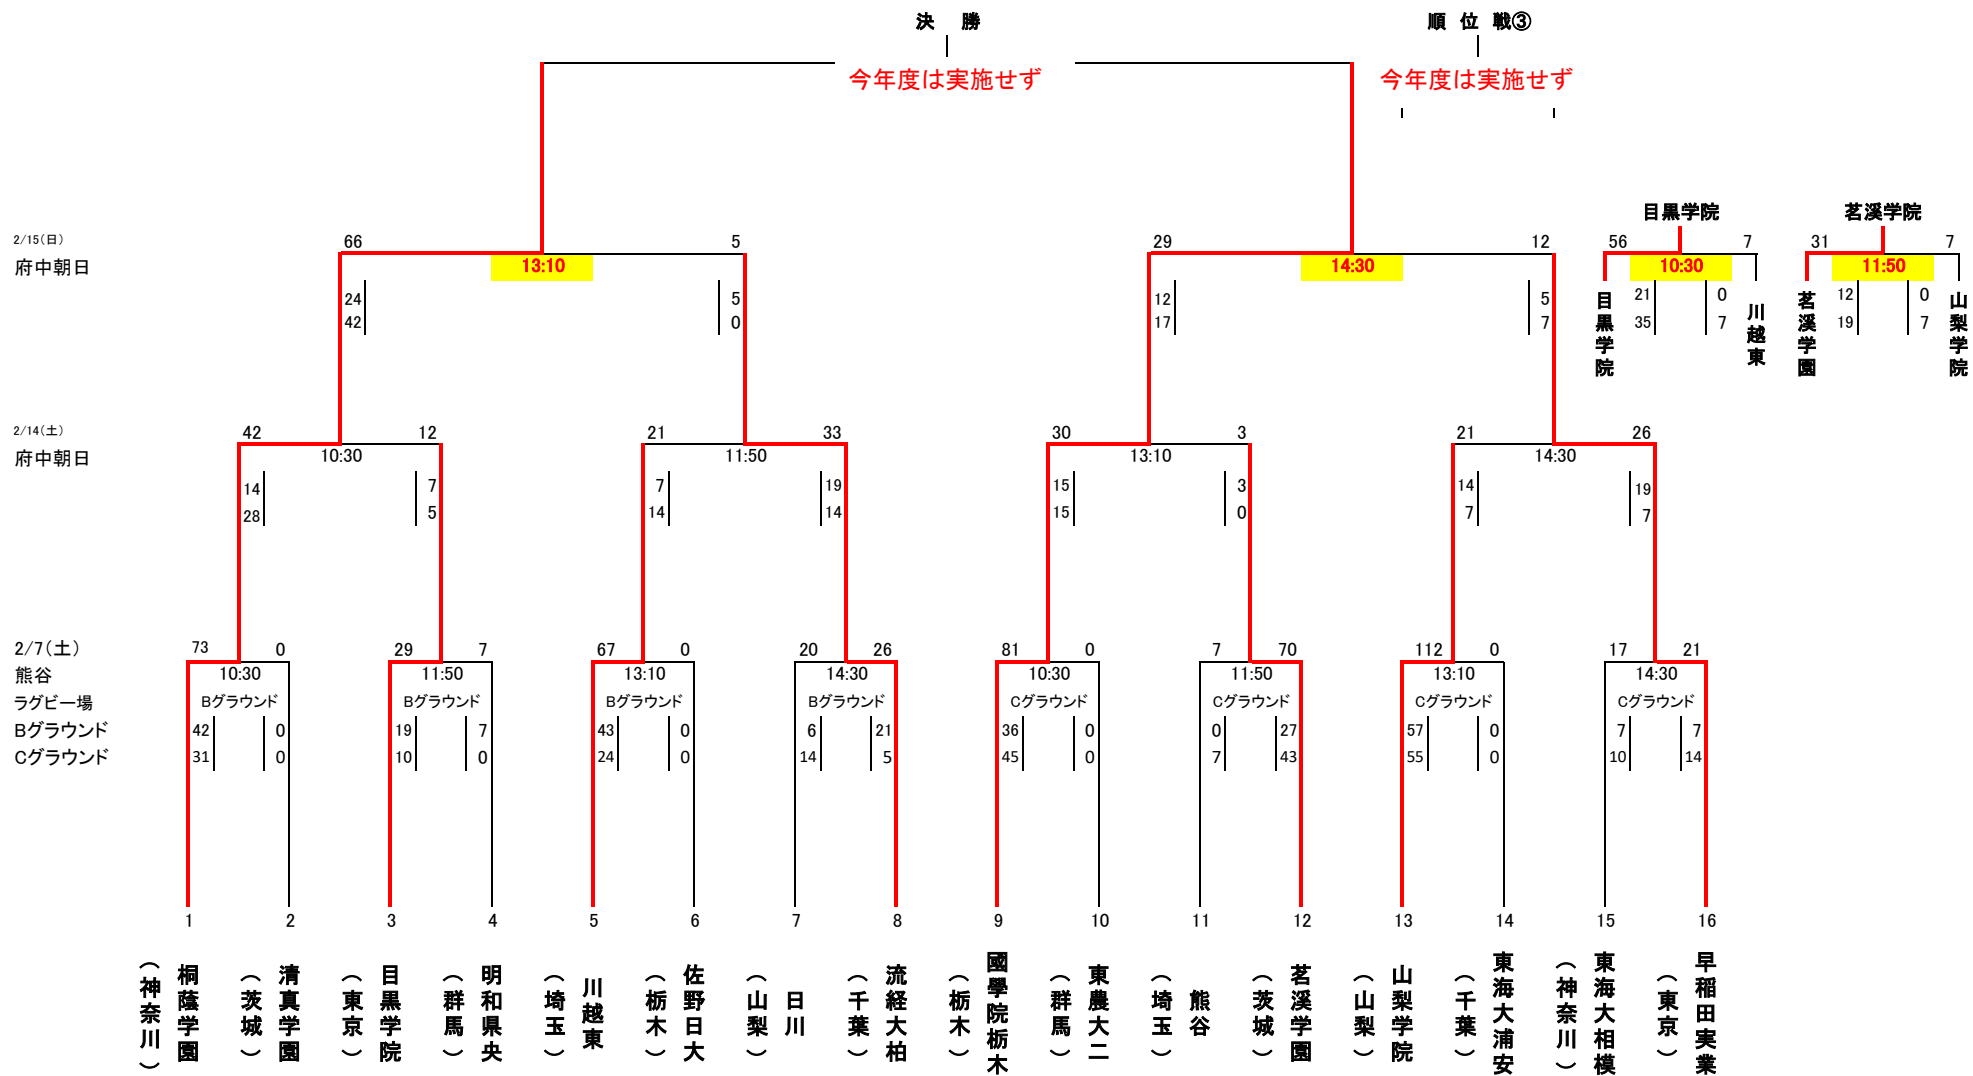 決　勝
順 位 戦③
今年度は実施せず
今年度は実施せず
目黒学院
茗溪学院
2/15(日)
府中朝日
66
5
29
12
56
7
31
7
13:10
14:30
10:30
11:50
24
42
5
0
12
17
5
7
21
35
0
7
12
19
0
7
目黒学院
川越東
茗溪学園
山梨学院
2/14(土)
府中朝日
42
12
21
33
30
3
21
26
10:30
11:50
13:10
14:30
14
28
7
5
7
14
19
14
15
15
3
0
14
7
19
7
2/7(土)
熊谷
ラグビー場
Bグラウンド
Cグラウンド
73
0
29
7
67
0
20
26
81
0
7
70
112
0
17
21
10:30
11:50
13:10
14:30
10:30
11:50
13:10
14:30
Bグラウンド
Bグラウンド
Bグラウンド
Bグラウンド
Cグラウンド
Cグラウンド
Cグラウンド
Cグラウンド
42
31
0
0
19
10
7
0
43
24
0
0
6
14
21
5
36
45
0
0
0
7
27
43
57
55
0
0
7
10
7
14
1
2
3
4
5
6
7
8
9
10
11
12
13
14
15
16
桐蔭学園
（神奈川）
清真学園
（茨城）
目黒学院
（東京）
明和県央
（群馬）
川越東
（埼玉）
佐野日大
（栃木）
日川
（山梨）
流経大柏
（千葉）
國學院栃木
（栃木）
東農大二
（群馬）
熊谷
（埼玉）
茗溪学園
（茨城）
山梨学院
（山梨）
東海大浦安
（千葉）
東海大相模
（神奈川）
早稲田実業
（東京）